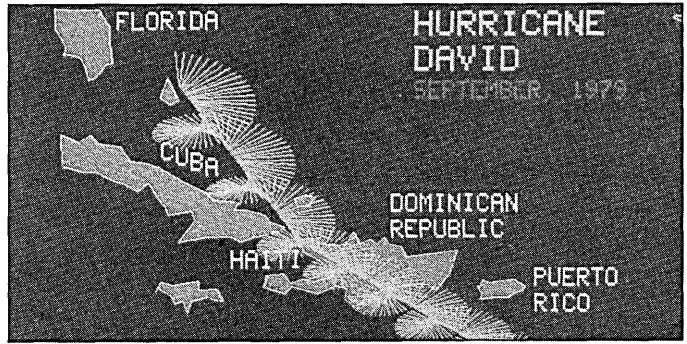 FLORIDA
HURRICANE
DAVID
SEPTEMBER, 1979
CUBA
DOMINICAN
REPUBLIC
HAITI
PUERTO
RICO